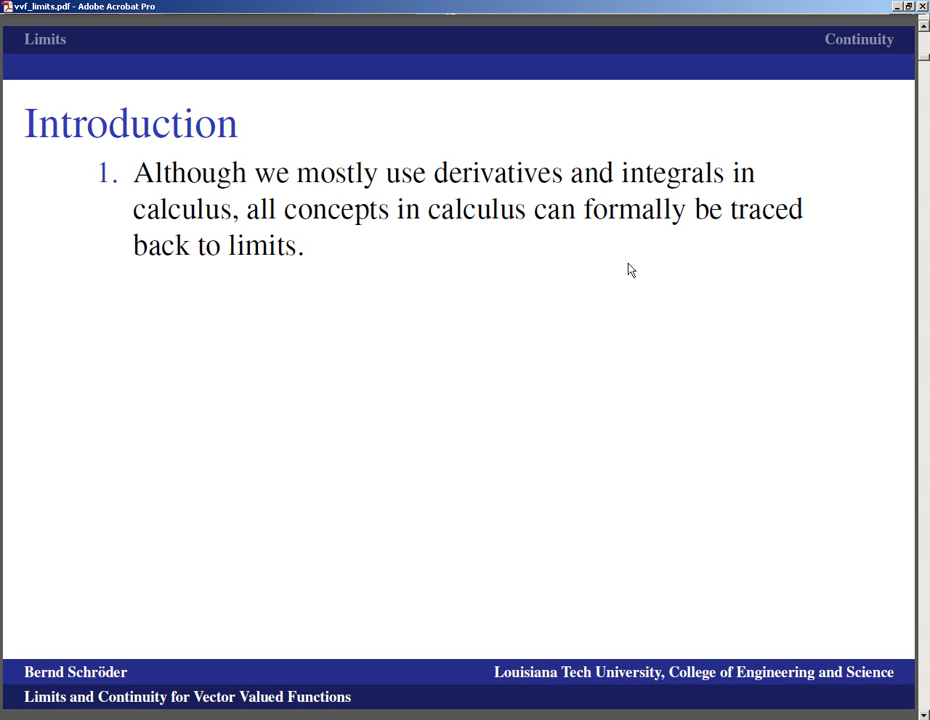 vvf_limits.pdf - Adobe Acrobat Pro
Limits
Continuity
Introduction
1. Although we mostly use derivatives and integrals in
calculus, all concepts in calculus can formally be traced
back to limits.
Bernd Schröder
Louisiana Tech University, College of Engineering and Science
Limits and Continuity for Vector Valued Functions